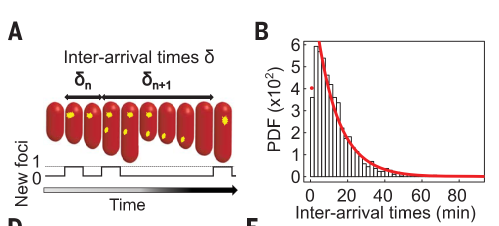 A
Inter-arrival times δ
δn
δn+1
New foci
1
0
Time
B
PDF (x10²)
6
5
4
3
2
1
0
0 20 40 60 80
Inter-arrival times (min)